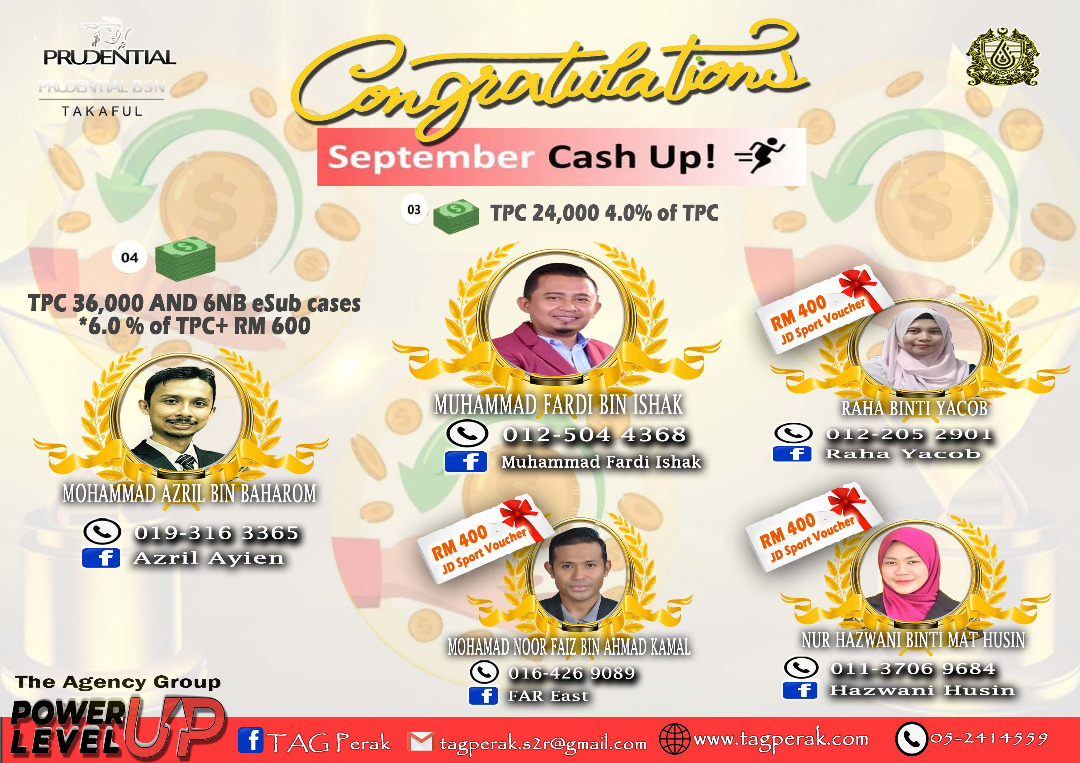 PRUDENTIAL
PRUDENTIAL BSN
TAKAFUL
Congratulations
September Cash Up!
03
TPC 24,000 4.0% of TPC
04
TPC 36,000 AND 6NB eSub cases
*6.0 % of TPC+ RM 600
MOHAMMAD AZRIL BIN BAHAROM
019-316 3365
f Azril Ayien
MUHAMMAD FARDI BIN ISHAK
012-504 4368
f Muhammad Fardi Ishak
RM 400
JD Sport Voucher
RAHA BINTI YACOB
012-205 2901
f Raha Yacob
RM 400
JD Sport Voucher
MOHAMAD NOOR FAIZ BIN AHMAD KAMAL
016-426 9089
f FAR East
RM 400
JD Sport Voucher
NUR HAZWANI BINTI MAT HUSIN
011-3706 9684
f Hazwani Husin
The Agency Group
POWER
LEVEL UP
f TAG Perak
tagperak.s2r@gmail.com
www.tagperak.com
05-2414559